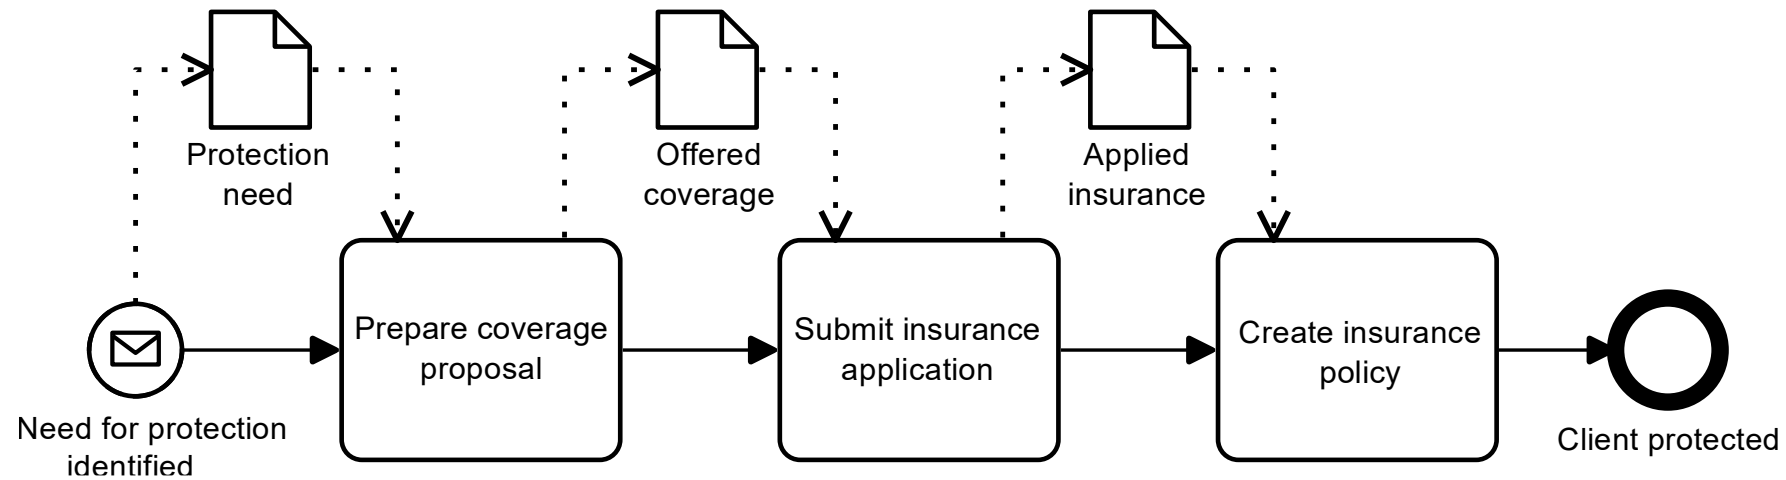 Protection
need
Offered
coverage
Applied
insurance
Prepare coverage
proposal
Submit insurance
application
Create insurance
policy
Need for protection
identified
Client protected